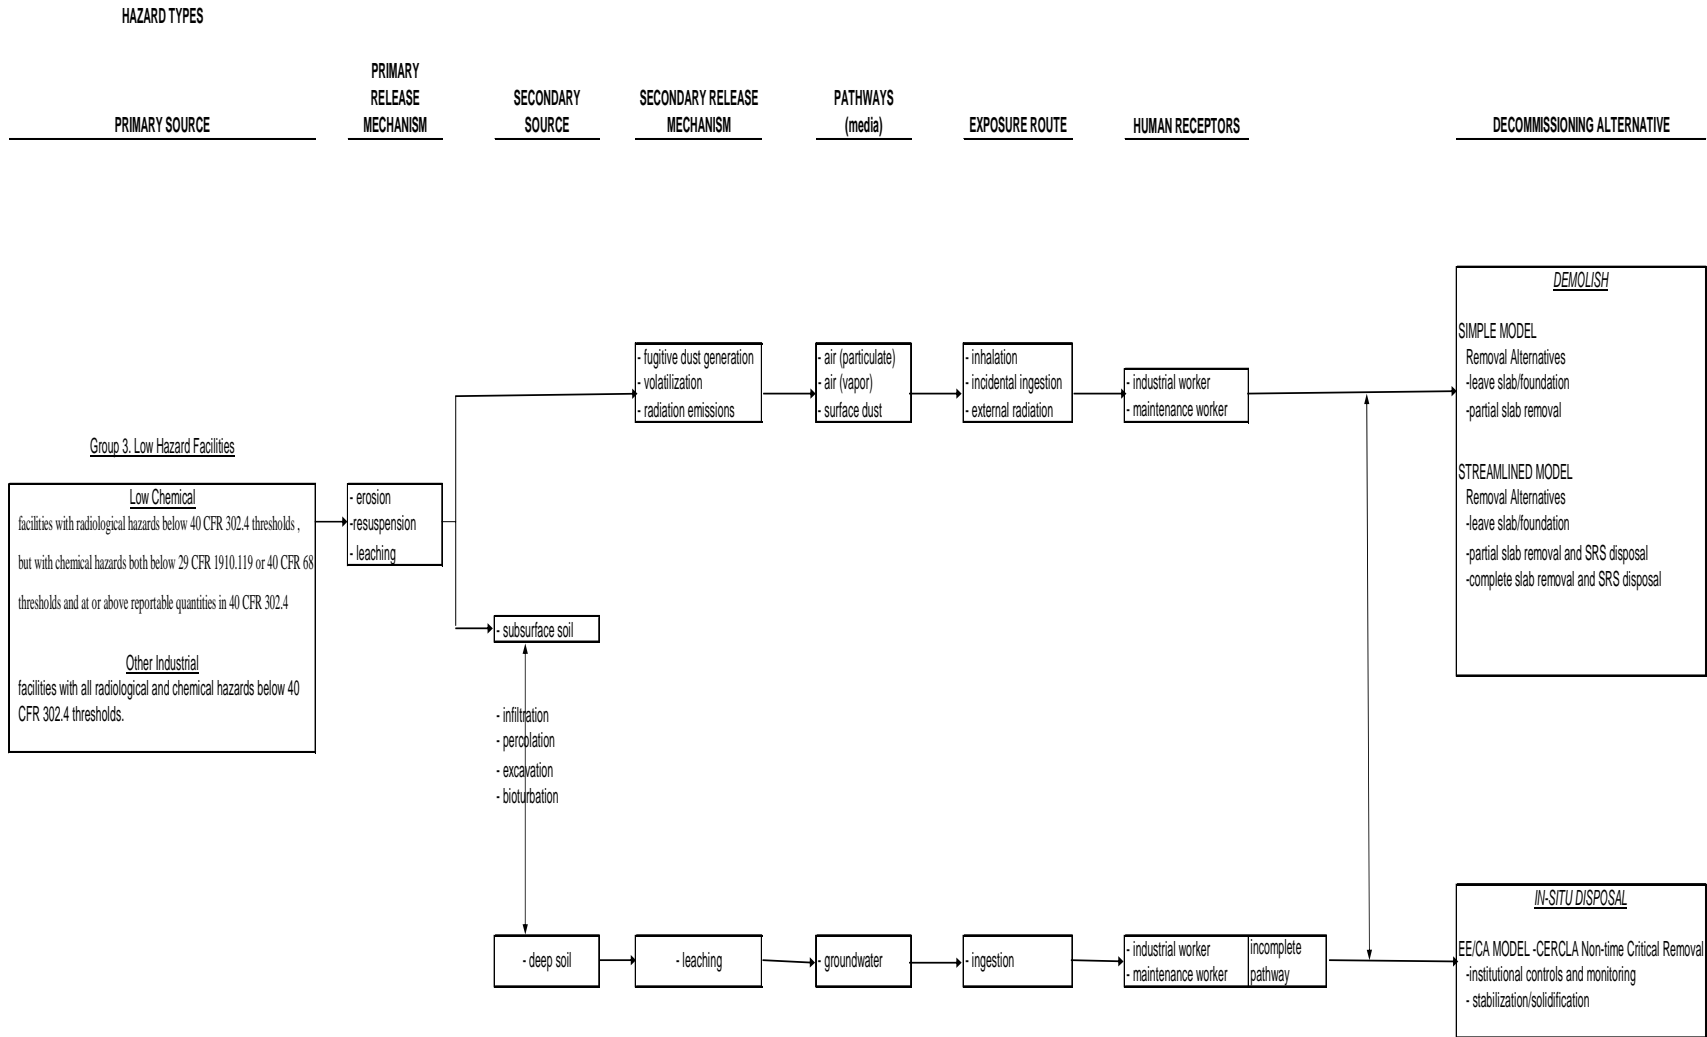 HAZARD TYPES
PRIMARY SOURCE
PRIMARY
RELEASE
MECHANISM
SECONDARY
SOURCE
SECONDARY RELEASE
MECHANISM
PATHWAYS
(media)
EXPOSURE ROUTE
HUMAN RECEPTORS
DECOMMISSIONING ALTERNATIVE
Group 3. Low Hazard Facilities
Low Chemical
facilities with radiological hazards below 40 CFR 302.4 thresholds ,
but with chemical hazards both below 29 CFR 1910.119 or 40 CFR 68
thresholds and at or above reportable quantities in 40 CFR 302.4
Other Industrial
facilities with all radiological and chemical hazards below 40
CFR 302.4 thresholds.
- erosion
-resuspension
- leaching
- fugitive dust generation
- volatilization
- radiation emissions
- air (particulate)
- air (vapor)
- surface dust
- inhalation
- incidental ingestion
- external radiation
- industrial worker
- maintenance worker
DEMOLISH
SIMPLE MODEL
Removal Alternatives
-leave slab/foundation
-partial slab removal
STREAMLINED MODEL
Removal Alternatives
-leave slab/foundation
-partial slab removal and SRS disposal
-complete slab removal and SRS disposal
- subsurface soil
- infiltration
- percolation
- excavation
- bioturbation
- deep soil
- leaching
- groundwater
- ingestion
- industrial worker
- maintenance worker
incomplete
pathway
IN-SITU DISPOSAL
EE/CA MODEL -CERCLA Non-time Critical Removal
-institutional controls and monitoring
- stabilization/solidification